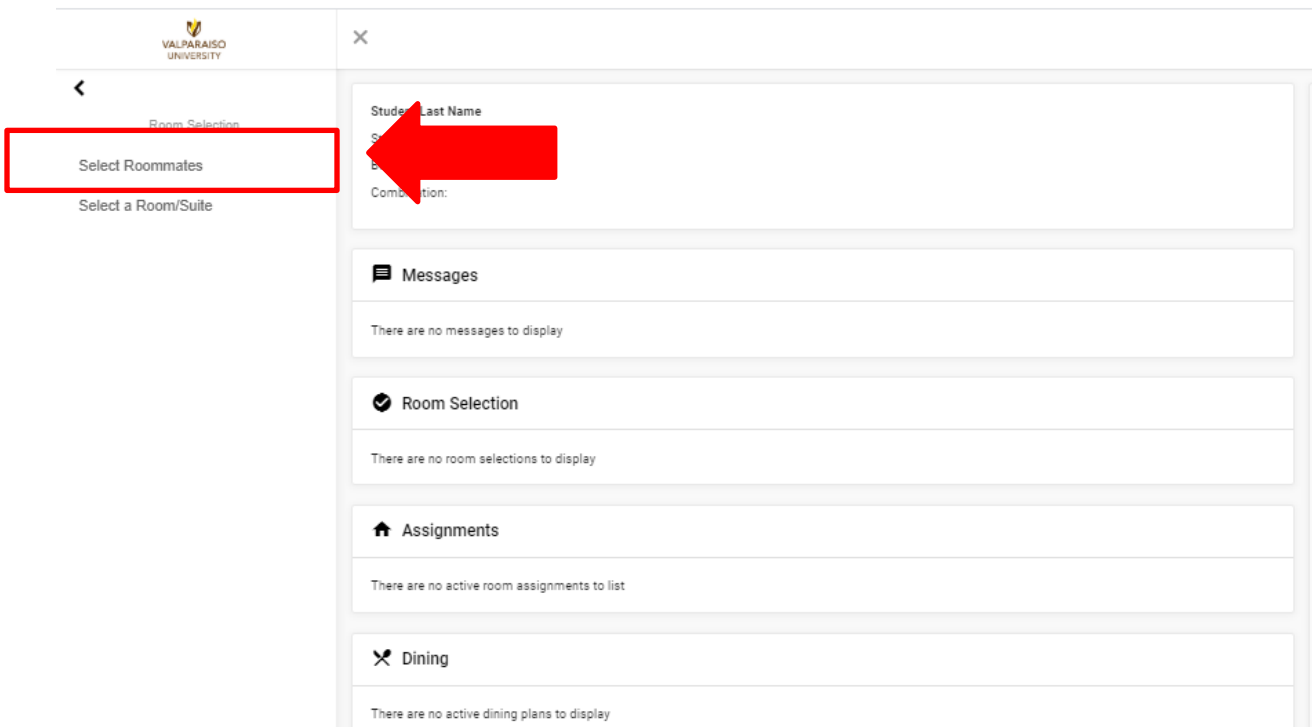 VALPARAISO
UNIVERSITY
Room Selection
Select Roommates
Select a Room/Suite
Last Name
Messages
There are no messages to display
Room Selection
There are no room selections to display
Assignments
There are no active room assignments to list
Dining
There are no active dining plans to display